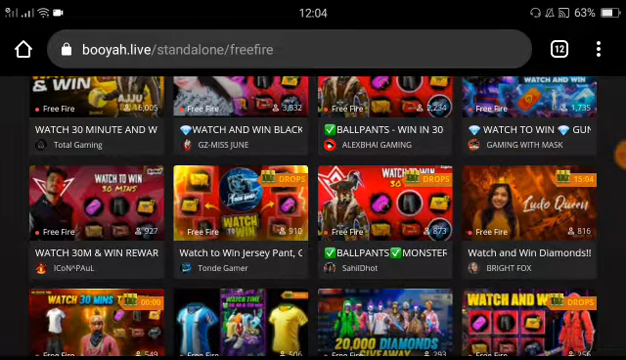 12:04
63%
booyah.live/standalone/freefire
12
& WIN
AJJU
Free Fire
16,005
Free Fire
3,832
Free Fire
2,234
WATCH AND WIN
Free Fire
1,735
WATCH 30 MINUTE AND W
💎WATCH AND WIN BLACK
✅BALLPANTS - WIN IN 30
💎 WATCH TO WIN 💎 GUN
Total Gaming
GZ-MISS JUNE
ALEXBHAI GAMING
GAMING WITH MASK
WATCH TO WIN
30 MINS
Free Fire
927
DROPS
WATCH TO
WIN
Free Fire
910
WATCH TO WIN
DROPS
Free Fire
873
15:04
Ludo Queen
Free Fire
816
WATCH 30M & WIN REWAR
Watch to Win Jersey Pant, C
✅BALLPANTS✅MONSTER
Watch and Win Diamonds!!
ICoN^PAuL
Tonde Gamer
SahilDhot
BRIGHT FOX
WATCH 30 MINS T
00:00
549
WATCH TIME
506
20,000
DIAMONDS
GIVEAWAY
293
WATCH AND W
DROPS
256